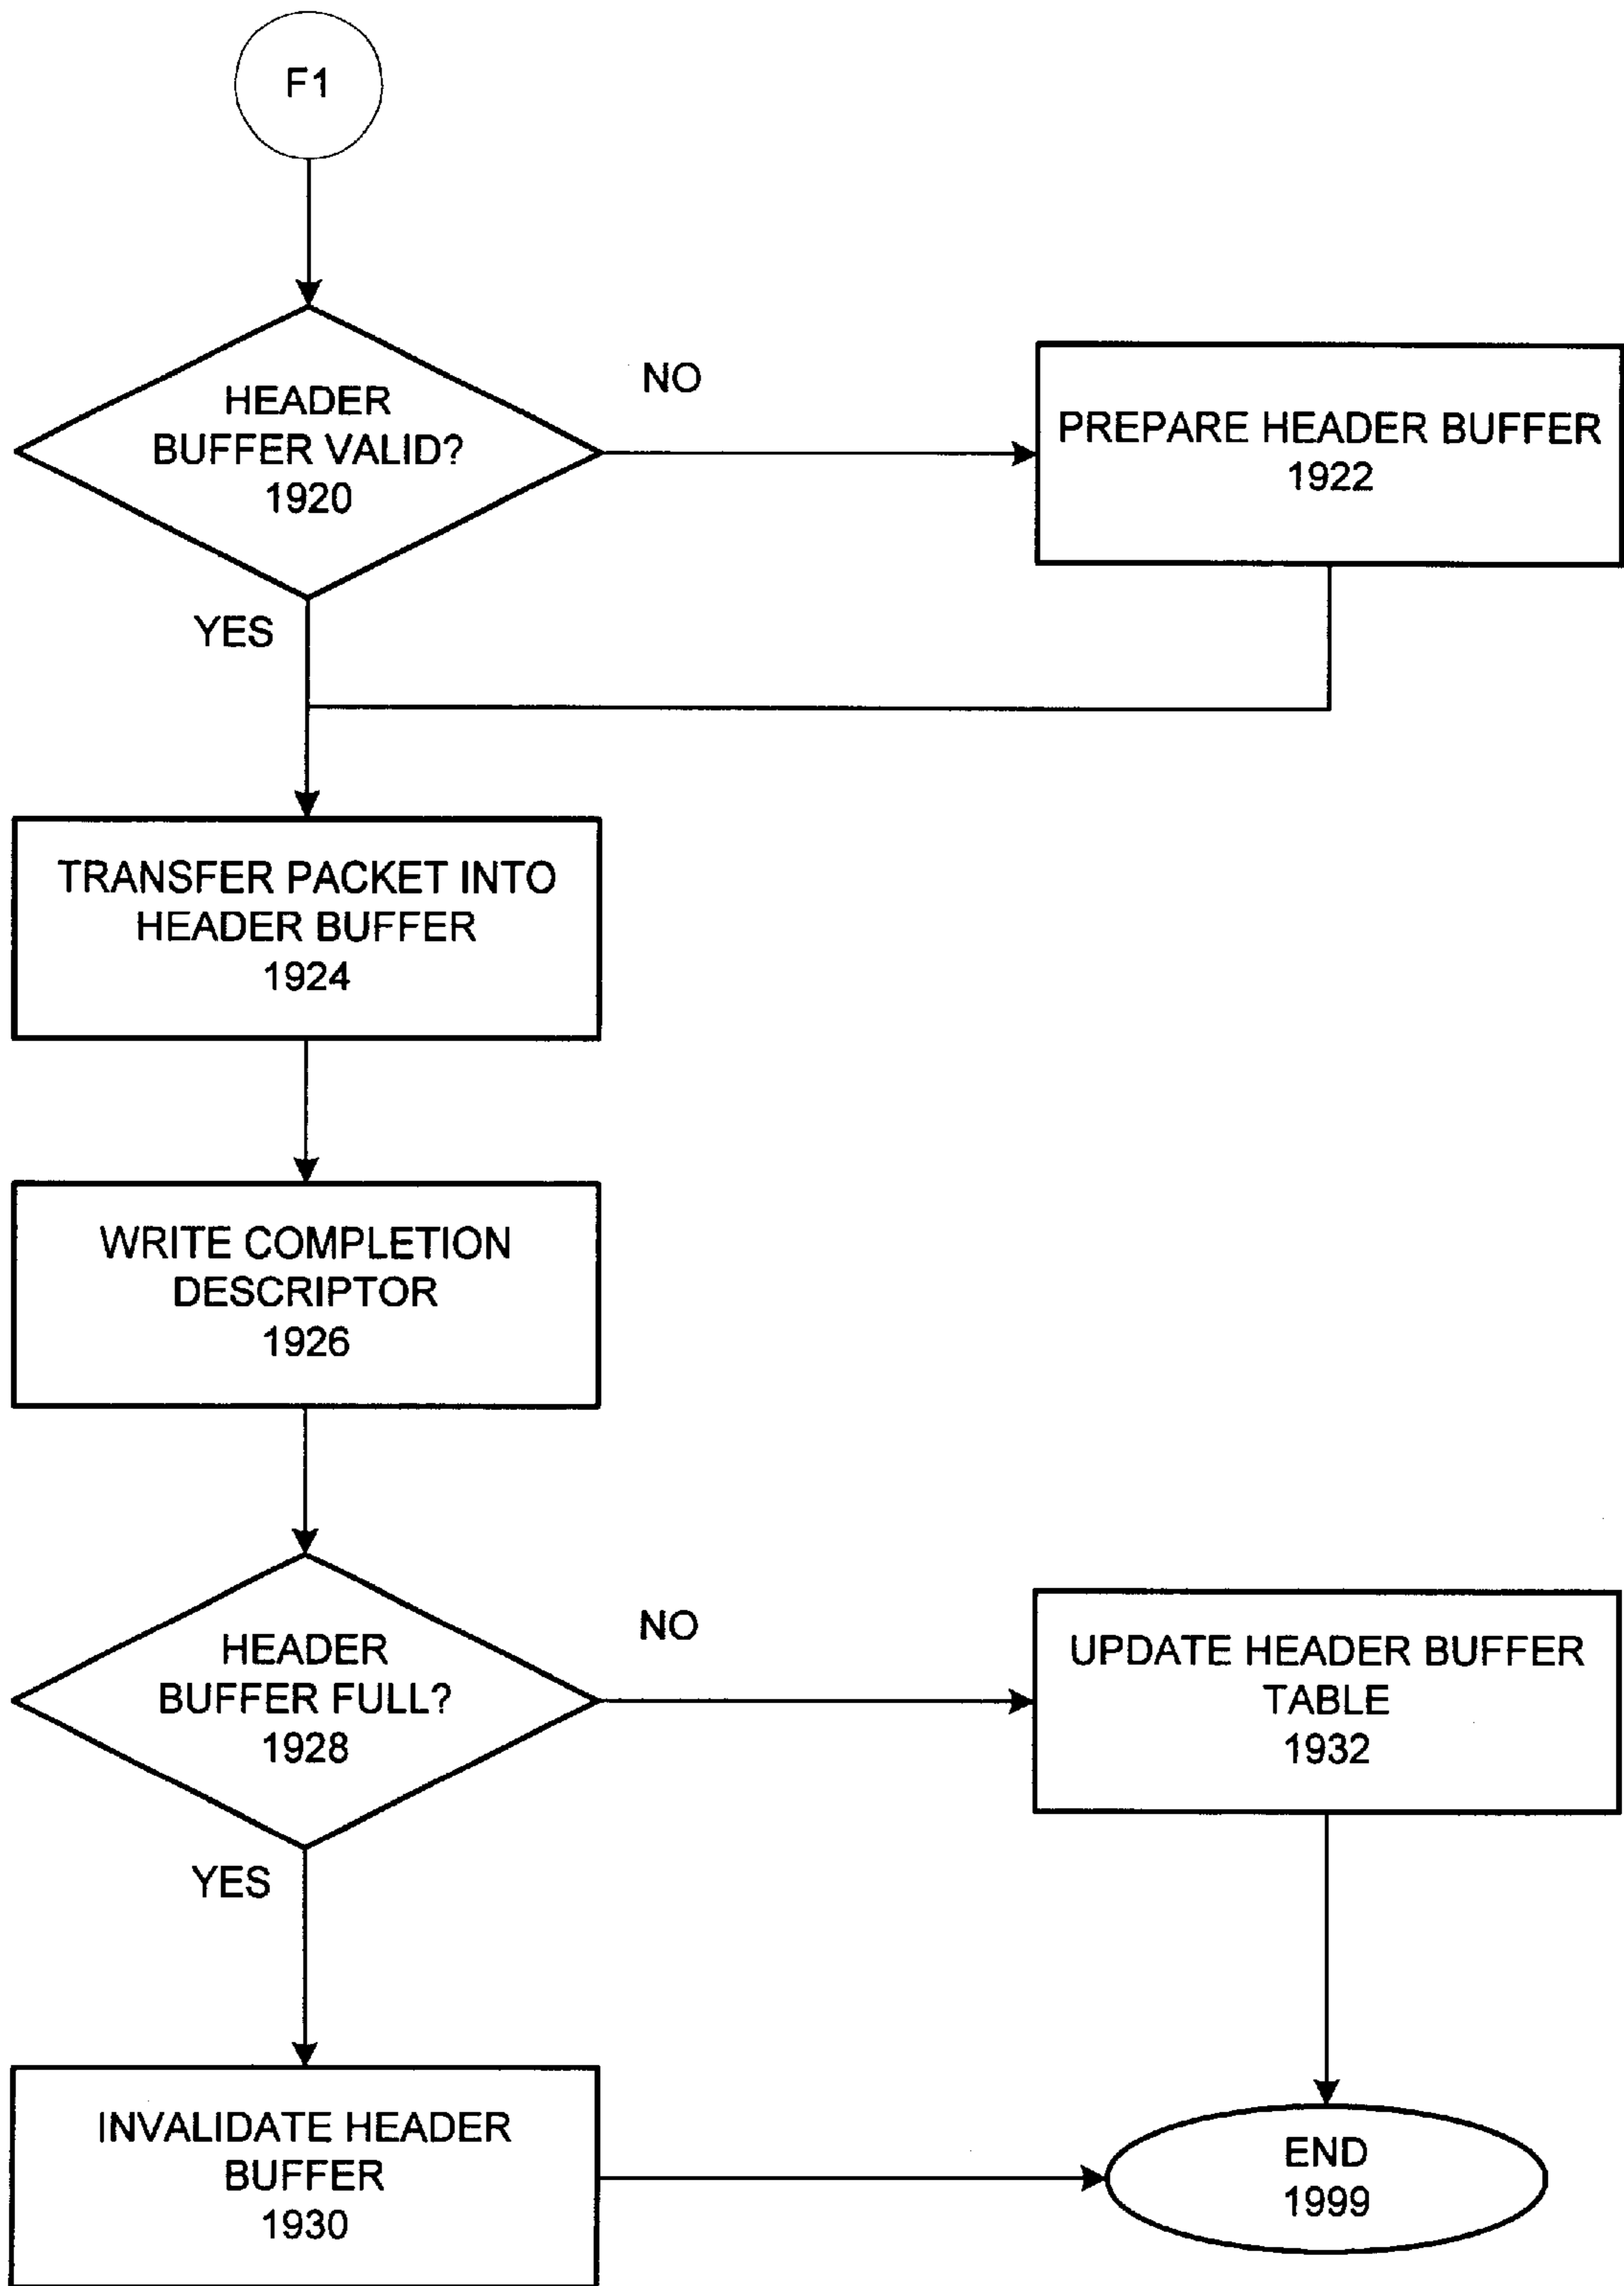 F1
HEADER
BUFFER VALID?
1920
NO
PREPARE HEADER BUFFER
1922
YES
TRANSFER PACKET INTO
HEADER BUFFER
1924
WRITE COMPLETION
DESCRIPTOR
1926
HEADER
BUFFER FULL?
1928
NO
UPDATE HEADER BUFFER
TABLE
1932
YES
INVALIDATE HEADER
BUFFER
1930
END
1999